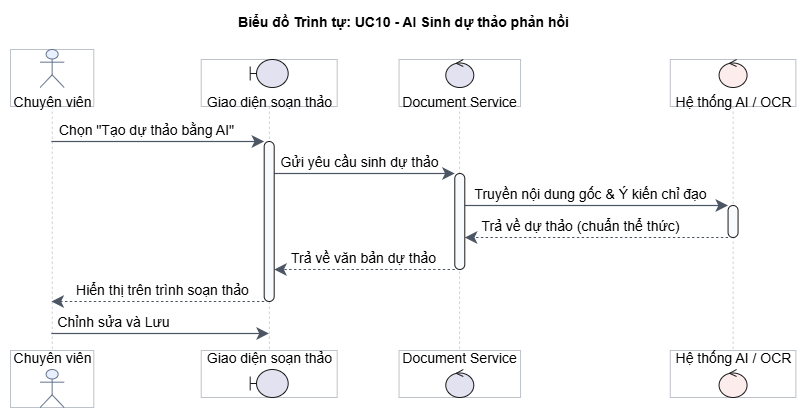 Biểu đồ Trình tự: UC10 - AI Sinh dự thảo phản hồi
Chuyên viên
Giao diện soạn thảo
Document Service
Hệ thống AI / OCR
Chọn "Tạo dự thảo bằng AI"
Gửi yêu cầu sinh dự thảo
Truyền nội dung gốc & Ý kiến chỉ đạo
Trả về dự thảo (chuẩn thể thức)
Trả về văn bản dự thảo
Hiển thị trên trình soạn thảo
Chỉnh sửa và Lưu
Chuyên viên
Giao diện soạn thảo
Document Service
Hệ thống AI / OCR